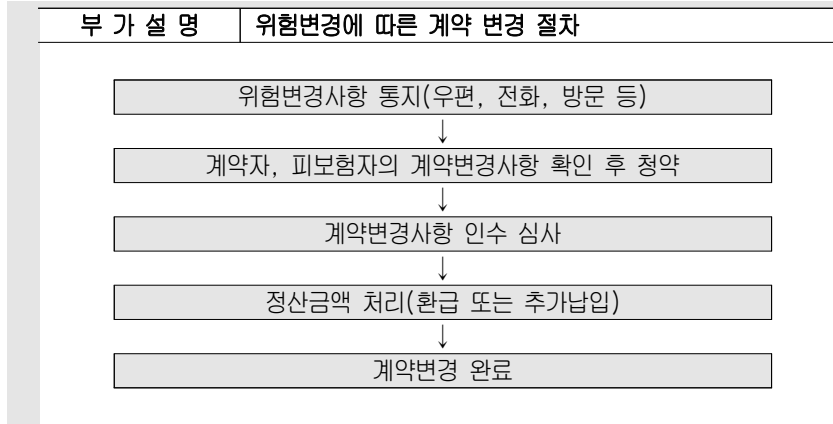 부 가 설 명 위험변경에 따른 계약 변경 절차
위험변경사항 통지(우편, 전화, 방문 등)
↓
계약자, 피보험자의 계약변경사항 확인 후 청약
↓
계약변경사항 인수 심사
↓
정산금액 처리(환급 또는 추가납입)
↓
계약변경 완료